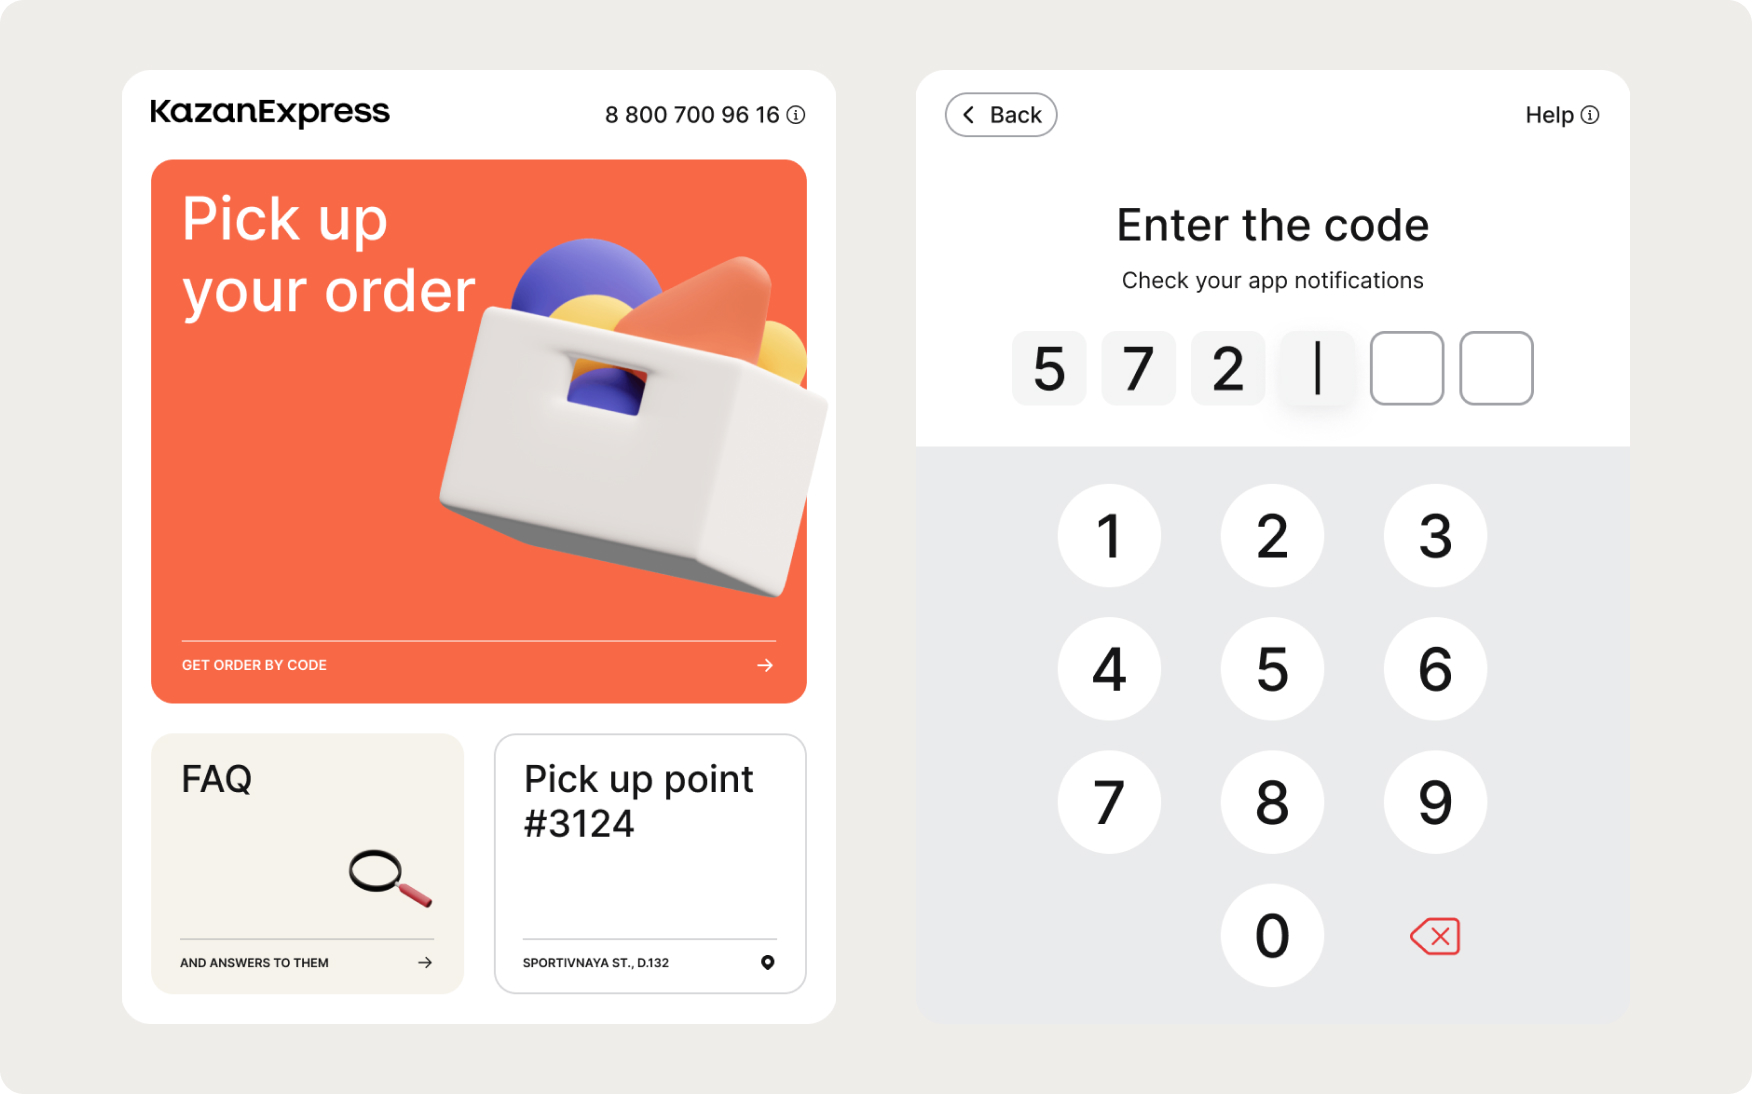 KazanExpress
8 800 700 96 16
Pick up
your order
GET ORDER BY CODE
FAQ
AND ANSWERS TO THEM
Pick up point
#3124
SPORTIVNAYA ST., D.132
Back
Help
Enter the code
Check your app notifications
5 7 2
1 2 3
4 5 6
7 8 9
0